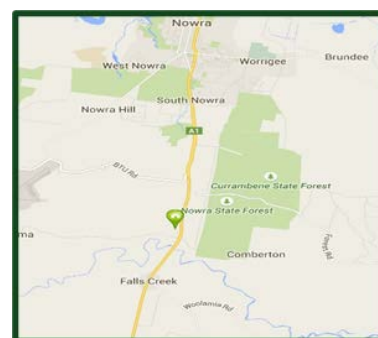 Nowra
West Nowra
Worrigee
Brundee
Nowra Hill
South Nowra
A1
BTU Rd
Currambene State Forest
Nowra State Forest
ma
Comberton
Forest Rd
Falls Creek
Woolamia Rd